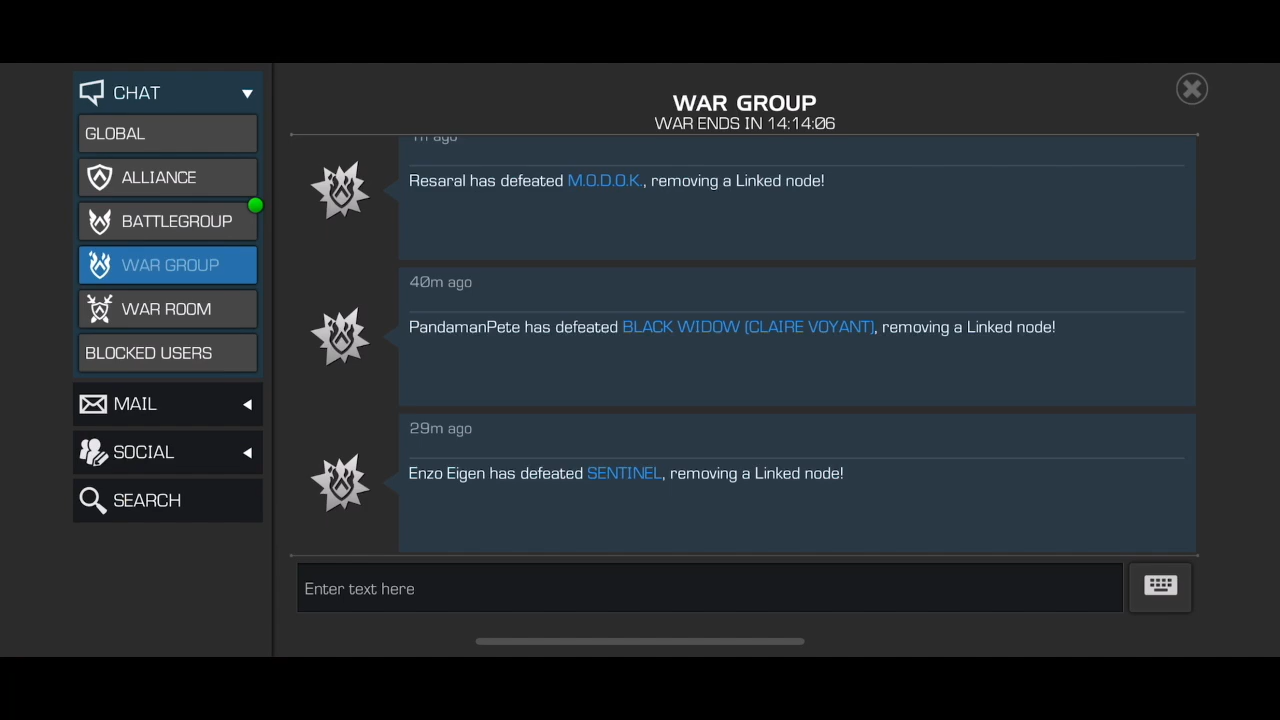 CHAT
GLOBAL
ALLIANCE
BATTLEGROUP
WAR GROUP
WAR ROOM
BLOCKED USERS
MAIL
SOCIAL
SEARCH
WAR GROUP
WAR ENDS IN 14:14:06
ago
Resaral has defeated M.O.D.O.K., removing a Linked node!
40m ago
PandamanPete has defeated BLACK WIDOW (CLAIRE VOYANT), removing a Linked node!
29m ago
Enzo Eigen has defeated SENTINEL, removing a Linked node!
Enter text here